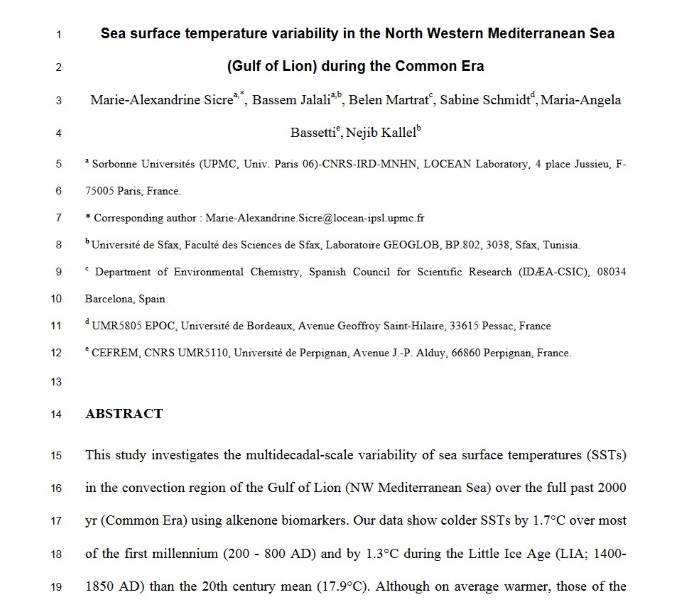 1 Sea surface temperature variability in the North Western Mediterranean Sea
2 (Gulf of Lion) during the Common Era
3 Marie-Alexandrine Sicre^a,*, Bassem Jalali^a,b, Belen Martrat^c, Sabine Schmidt^d, Maria-Angela
4 Bassetti^e, Nejib Kallel^b
5 ^a Sorbonne Universités (UPMC, Univ. Paris 06)-CNRS-IRD-MNHN, LOCEAN Laboratory, 4 place Jussieu, F-
6 75005 Paris, France.
7 * Corresponding author : Marie-Alexandrine.Sicre@locean-ipsl.upmc.fr
8 ^b Université de Sfax, Faculté des Sciences de Sfax, Laboratoire GEOGLOB, BP.802, 3038, Sfax, Tunisia.
9 ^c Department of Environmental Chemistry, Spanish Council for Scientific Research (IDÆA-CSIC), 08034
10 Barcelona, Spain
11 ^d UMR5805 EPOC, Université de Bordeaux, Avenue Geoffroy Saint-Hilaire, 33615 Pessac, France
12 ^e CEFREM, CNRS UMR5110, Université de Perpignan, Avenue J.-P. Alduy, 66860 Perpignan, France.
13
14 ABSTRACT
15 This study investigates the multidecadal-scale variability of sea surface temperatures (SSTs)
16 in the convection region of the Gulf of Lion (NW Mediterranean Sea) over the full past 2000
17 yr (Common Era) using alkenone biomarkers. Our data show colder SSTs by 1.7°C over most
18 of the first millennium (200 - 800 AD) and by 1.3°C during the Little Ice Age (LIA; 1400-
19 1850 AD) than the 20th century mean (17.9°C). Although on average warmer, those of the